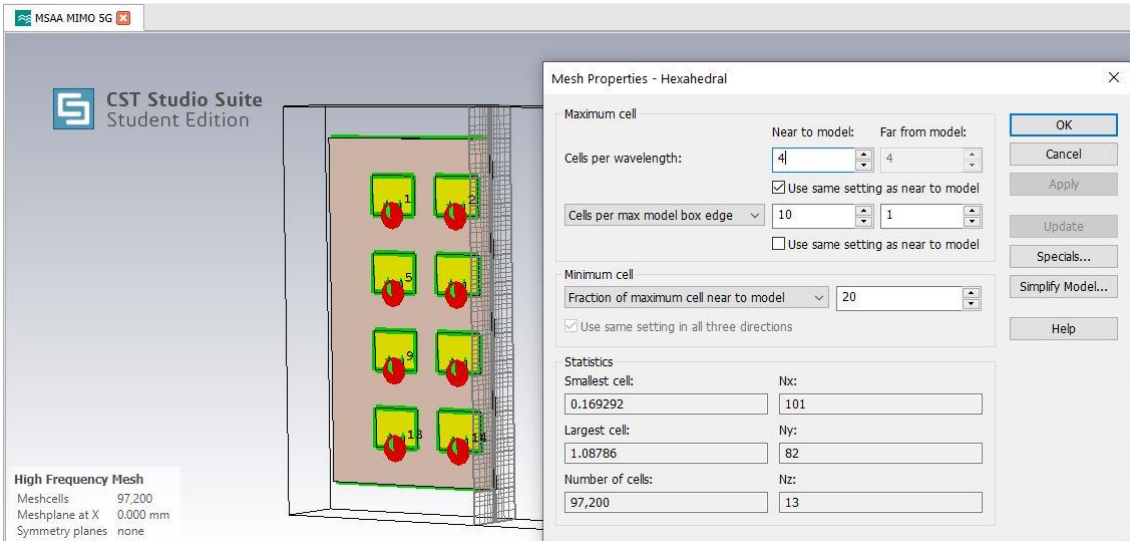 MSAA MIMO 5G
CST Studio Suite
Student Edition
1
2
5
9
13
14
High Frequency Mesh
Meshcells 97,200
Meshplane at X 0.000 mm
Symmetry planes none
Mesh Properties - Hexahedral
Maximum cell
Near to model: Far from model:
Cells per wavelength: 4 4
Use same setting as near to model
Cells per max model box edge 10 1
Use same setting as near to model
Minimum cell
Fraction of maximum cell near to model 20
Use same setting in all three directions
Statistics
Smallest cell: Nx:
0.169292 101
Largest cell: Ny:
1.08786 82
Number of cells: Nz:
97,200 13
OK
Cancel
Apply
Update
Specials...
Simplify Model...
Help